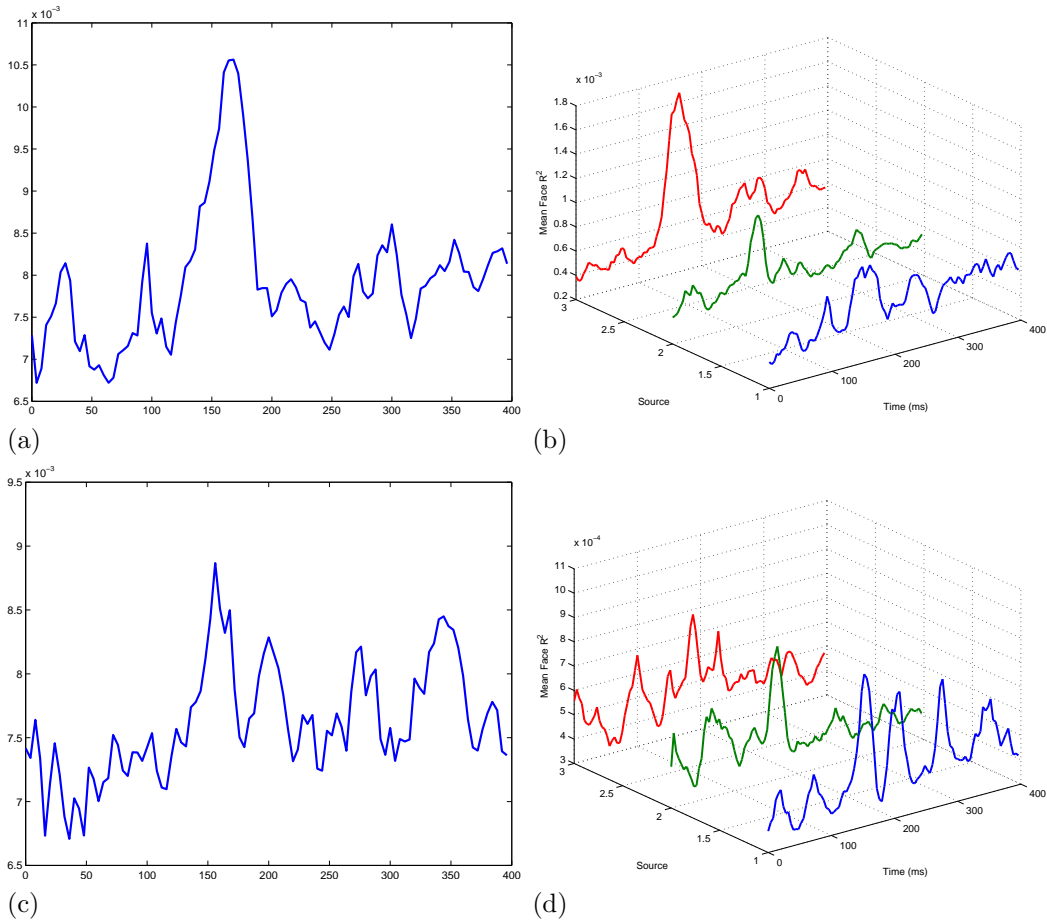 x 10⁻³
11
10.5
10
9.5
9
8.5
8
7.5
7
6.5
0 50 100 150 200 250 300 350 400
(a)
x 10⁻³
1.8
1.6
1.4
1.2
1
0.8
0.6
0.4
0.2
Mean Face R²
3 2.5 2 1.5 1
Source
0 100 200 300 400
Time (ms)
(b)
x 10⁻³
9.5
9
8.5
8
7.5
7
6.5
0 50 100 150 200 250 300 350 400
(c)
x 10⁻⁴
11
10
9
8
7
6
5
4
3
Mean Face R²
3 2.5 2 1.5 1
Source
0 100 200 300 400
Time (ms)
(d)